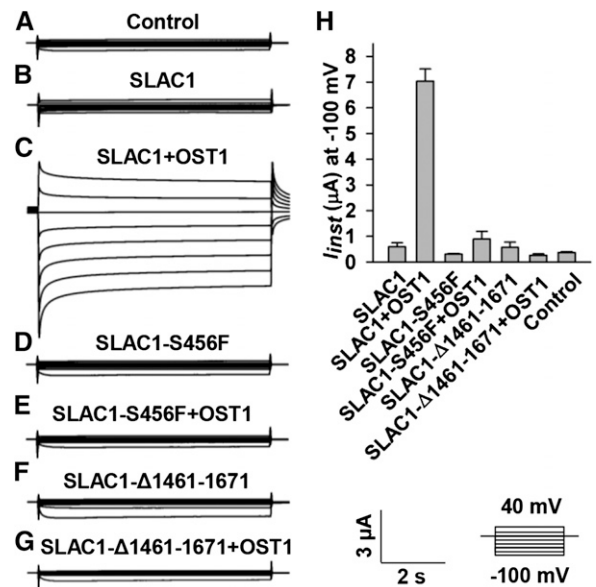 A
Control
B
SLAC1
C
SLAC1+OST1
D
SLAC1-S456F
E
SLAC1-S456F+OST1
F
SLAC1-Δ1461-1671
G
SLAC1-Δ1461-1671+OST1
H
Iinst (μA) at -100 mV
8
7
6
5
4
3
2
1
0
SLAC1
SLAC1+OST1
SLAC1-S456F
SLAC1-S456F+OST1
SLAC1-Δ1461-1671
SLAC1-Δ1461-1671+OST1
Control
3 μA
2 s
40 mV
-100 mV